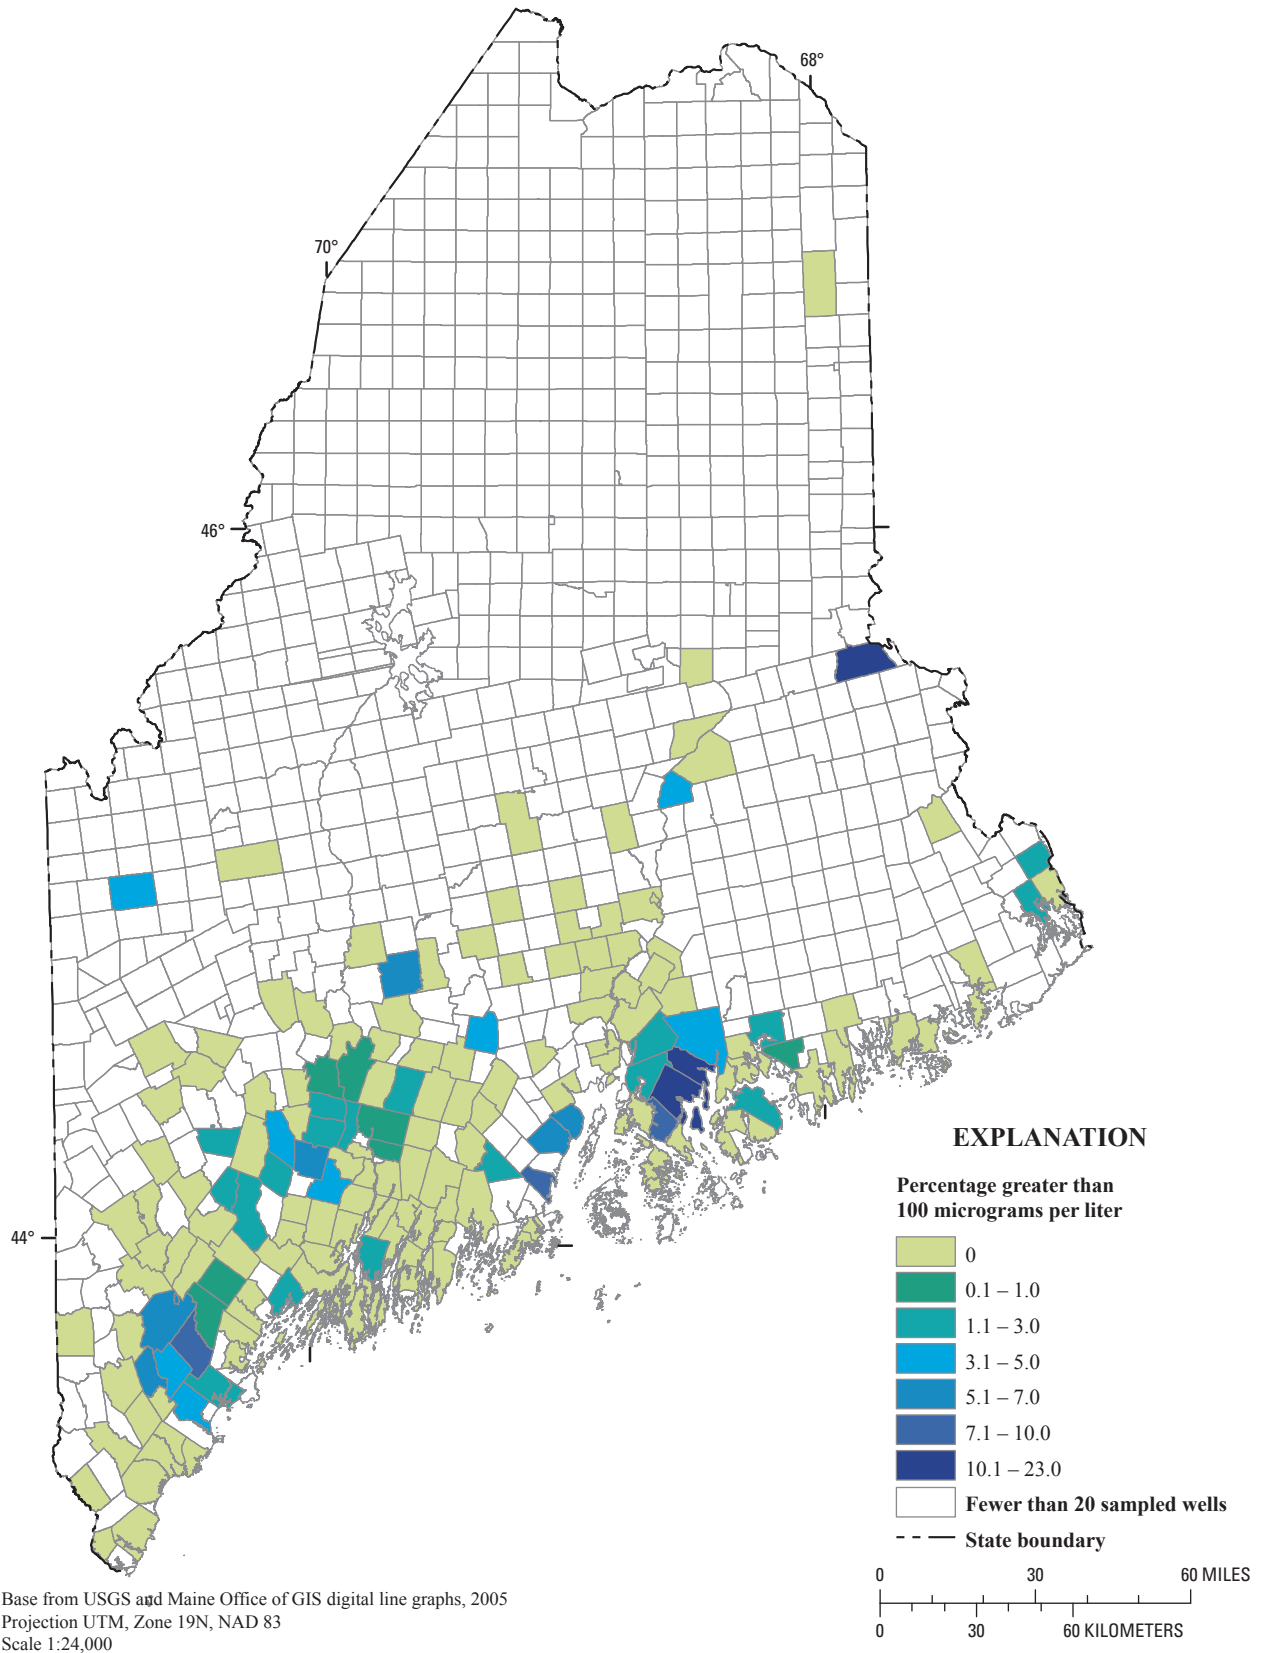 68°
70°
46°
44°
EXPLANATION
Percentage greater than
100 micrograms per liter
0
0.1 – 1.0
1.1 – 3.0
3.1 – 5.0
5.1 – 7.0
7.1 – 10.0
10.1 – 23.0
Fewer than 20 sampled wells
State boundary
0 30 60 MILES
0 30 60 KILOMETERS
Base from USGS and Maine Office of GIS digital line graphs, 2005
Projection UTM, Zone 19N, NAD 83
Scale 1:24,000